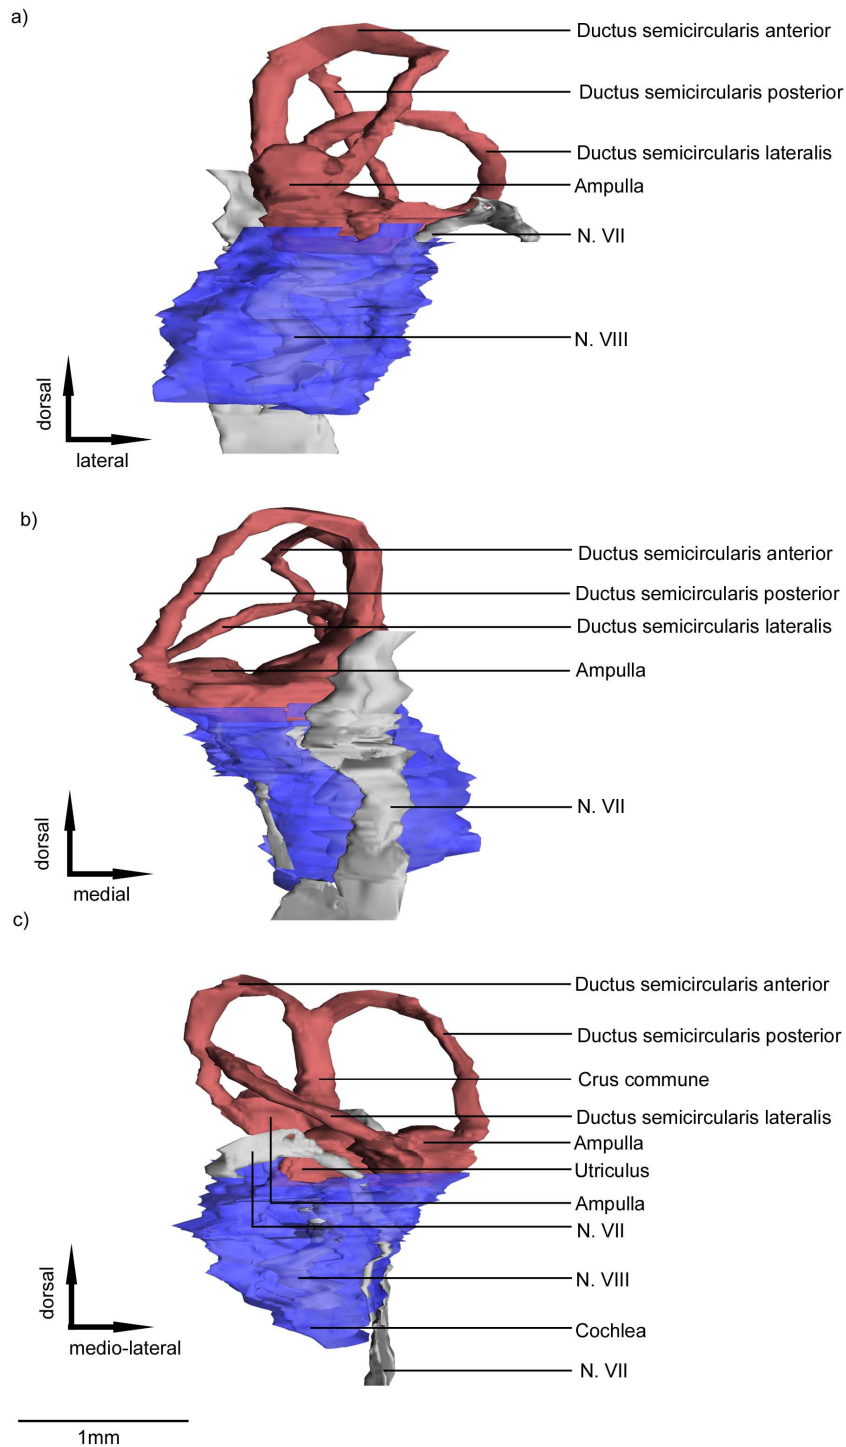 a)
Ductus semicircularis anterior
Ductus semicircularis posterior
Ductus semicircularis lateralis
Ampulla
N. VII
N. VIII
dorsal
lateral
b)
Ductus semicircularis anterior
Ductus semicircularis posterior
Ductus semicircularis lateralis
Ampulla
N. VII
dorsal
medial
c)
Ductus semicircularis anterior
Ductus semicircularis posterior
Crus commune
Ductus semicircularis lateralis
Ampulla
Utriculus
Ampulla
N. VII
N. VIII
Cochlea
N. VII
dorsal
medio-lateral
1mm